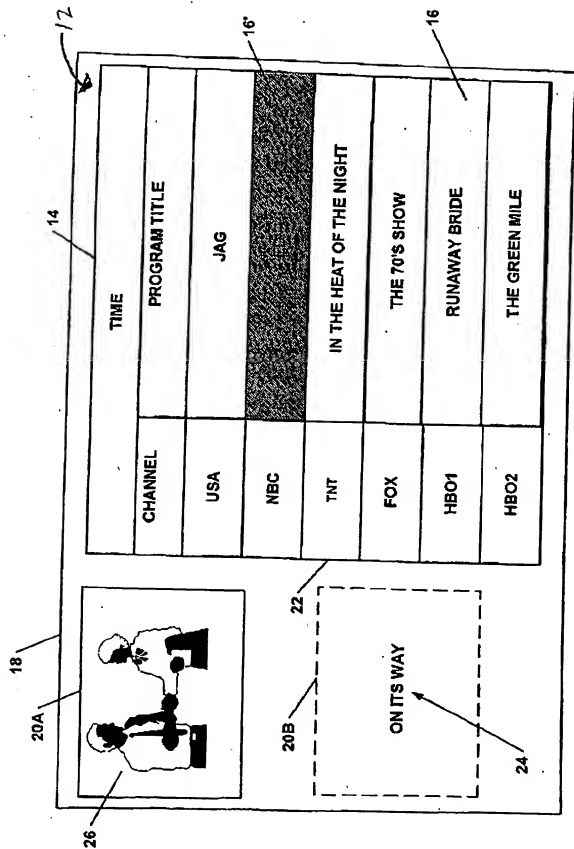 12
18
14
20A
26
TIME
CHANNEL PROGRAM TITLE
USA JAG
NBC
16*
TNT IN THE HEAT OF THE NIGHT
FOX THE 70'S SHOW
HBO1 RUNAWAY BRIDE
16
HBO2 THE GREEN MILE
22
20B
ON ITS WAY
24